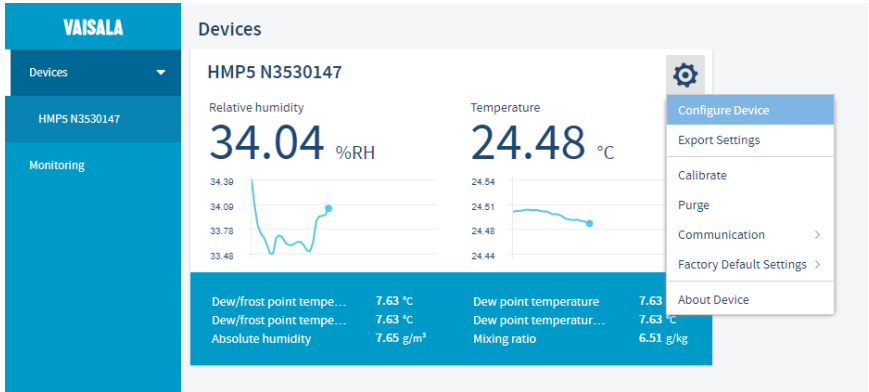 VAISALA
Devices
HMP5 N3530147
Monitoring
Devices
HMP5 N3530147
Relative humidity
34.04 %RH
34.39
34.09
33.78
33.48
Temperature
24.48 °C
24.54
24.51
24.48
24.44
Configure Device
Export Settings
Calibrate
Purge
Communication
Factory Default Settings
About Device
Dew/frost point tempe... 7.63 °C
Dew/frost point tempe... 7.63 °C
Absolute humidity 7.65 g/m³
Dew point temperature 7.63
Dew point temperatur... 7.63 °C
Mixing ratio 6.51 g/kg